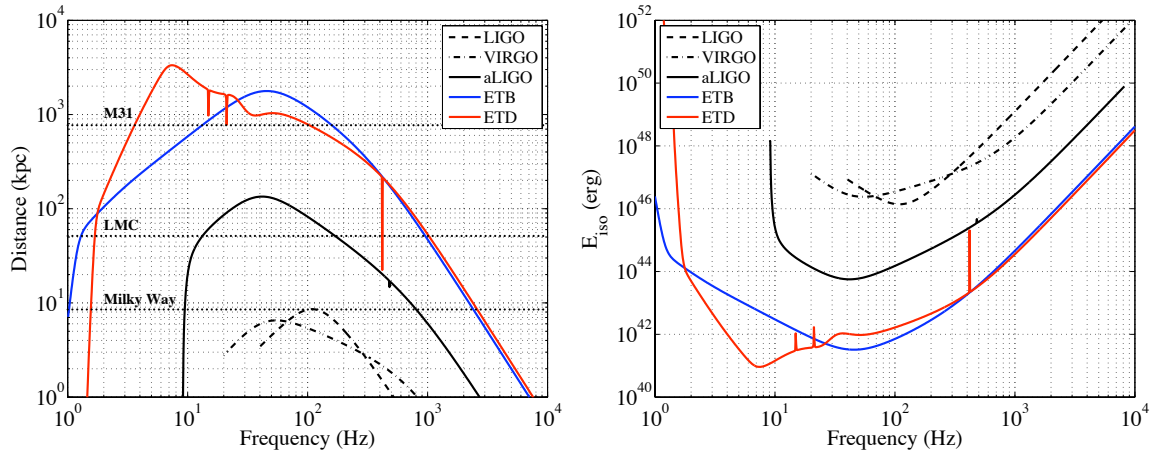 10^5
10^4
10^3
10^2
10^1
10^0
Distance (kpc)
M31
LMC
Milky Way
LIGO
VIRGO
aLIGO
ETB
ETD
10^0
10^1
10^2
10^3
10^4
Frequency (Hz)
10^52
10^50
10^48
10^46
10^44
10^42
10^40
E_iso (erg)
LIGO
VIRGO
aLIGO
ETB
ETD
10^0
10^1
10^2
10^3
10^4
Frequency (Hz)